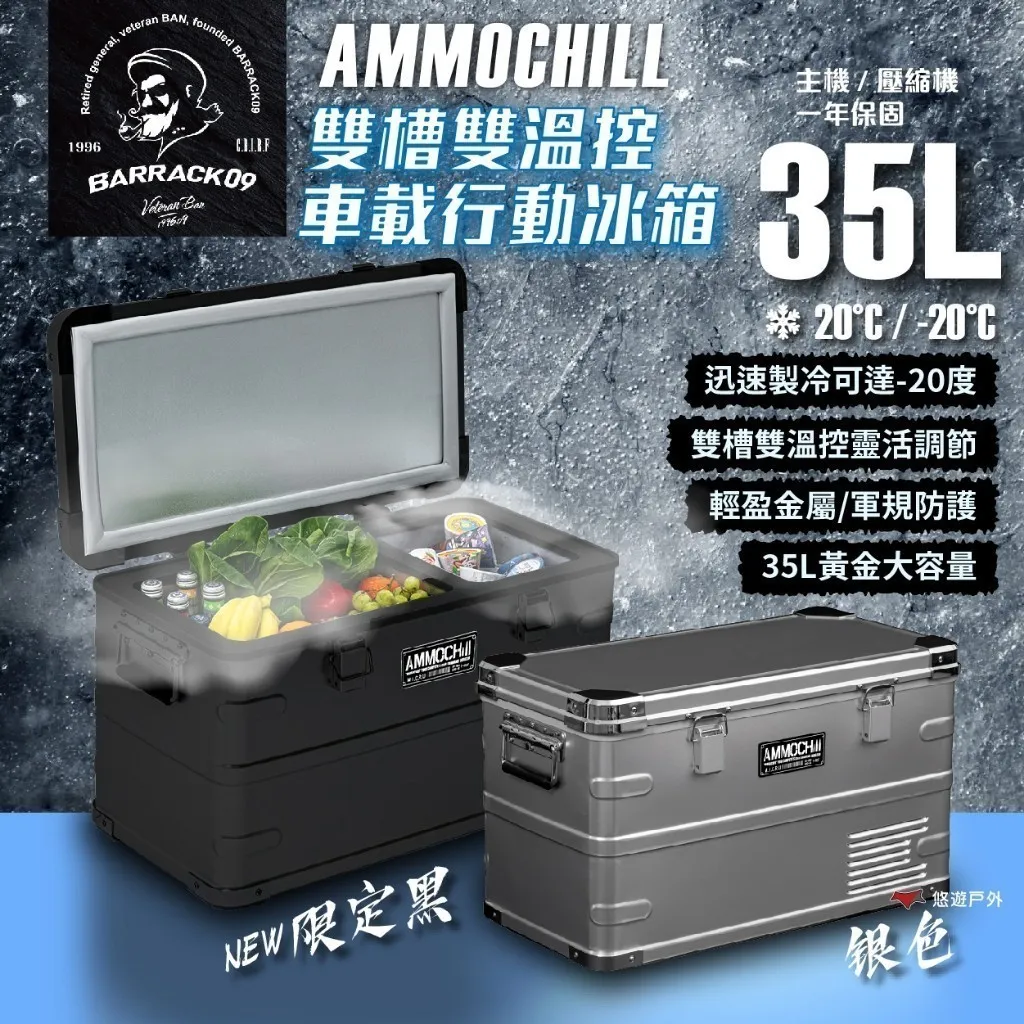 Retired general, veteran BAN, founded BARRACK09
1996
C.D.I.R.F
BARRACK09
Veteran Ban
AMMOCHILL
雙槽雙溫控
車載行動冰箱
主機 / 壓縮機
一年保固
35L
20°C / -20°C
迅速製冷可達-20度
雙槽雙溫控靈活調節
輕盈金屬/軍規防護
35L黃金大容量
AMMOCHill
AMMOCHill
NEW限定黑
悠遊戶外
银色